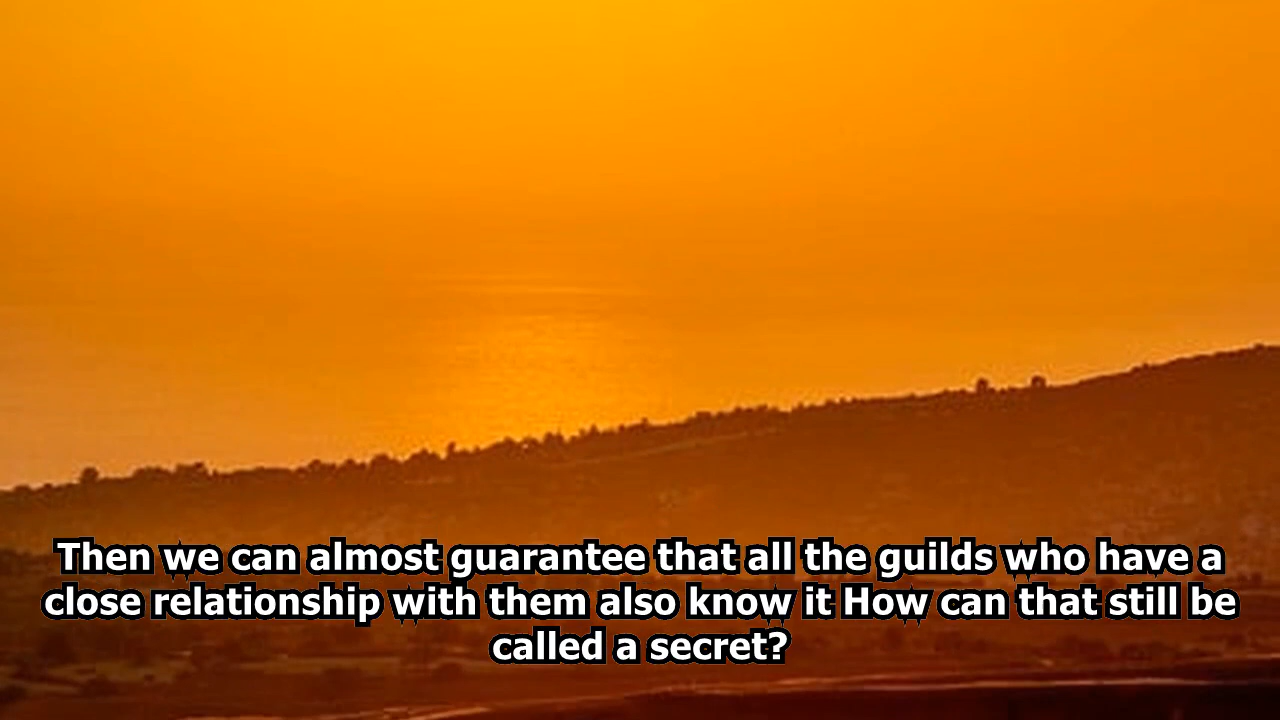 Then we can almost guarantee that all the guilds who have a
close relationship with them also know it How can that still be
called a secret?